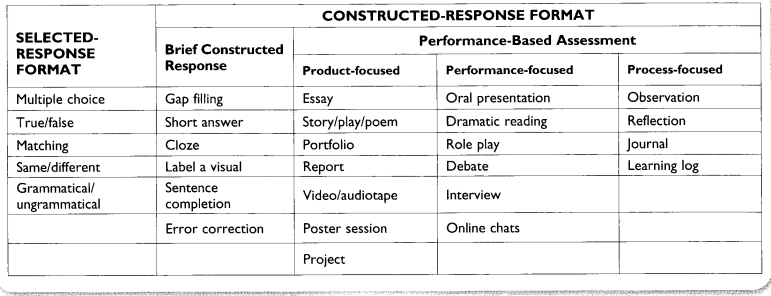 CONSTRUCTED-RESPONSE FORMAT
SELECTED-
RESPONSE
FORMAT
Brief Constructed
Response
Performance-Based Assessment
Product-focused
Performance-focused
Process-focused
Multiple choice
Gap filling
Essay
Oral presentation
Observation
True/false
Short answer
Story/play/poem
Dramatic reading
Reflection
Matching
Cloze
Portfolio
Role play
Journal
Same/different
Label a visual
Report
Debate
Learning log
Grammatical/
ungrammatical
Sentence
completion
Video/audiotape
Interview
Error correction
Poster session
Online chats
Project